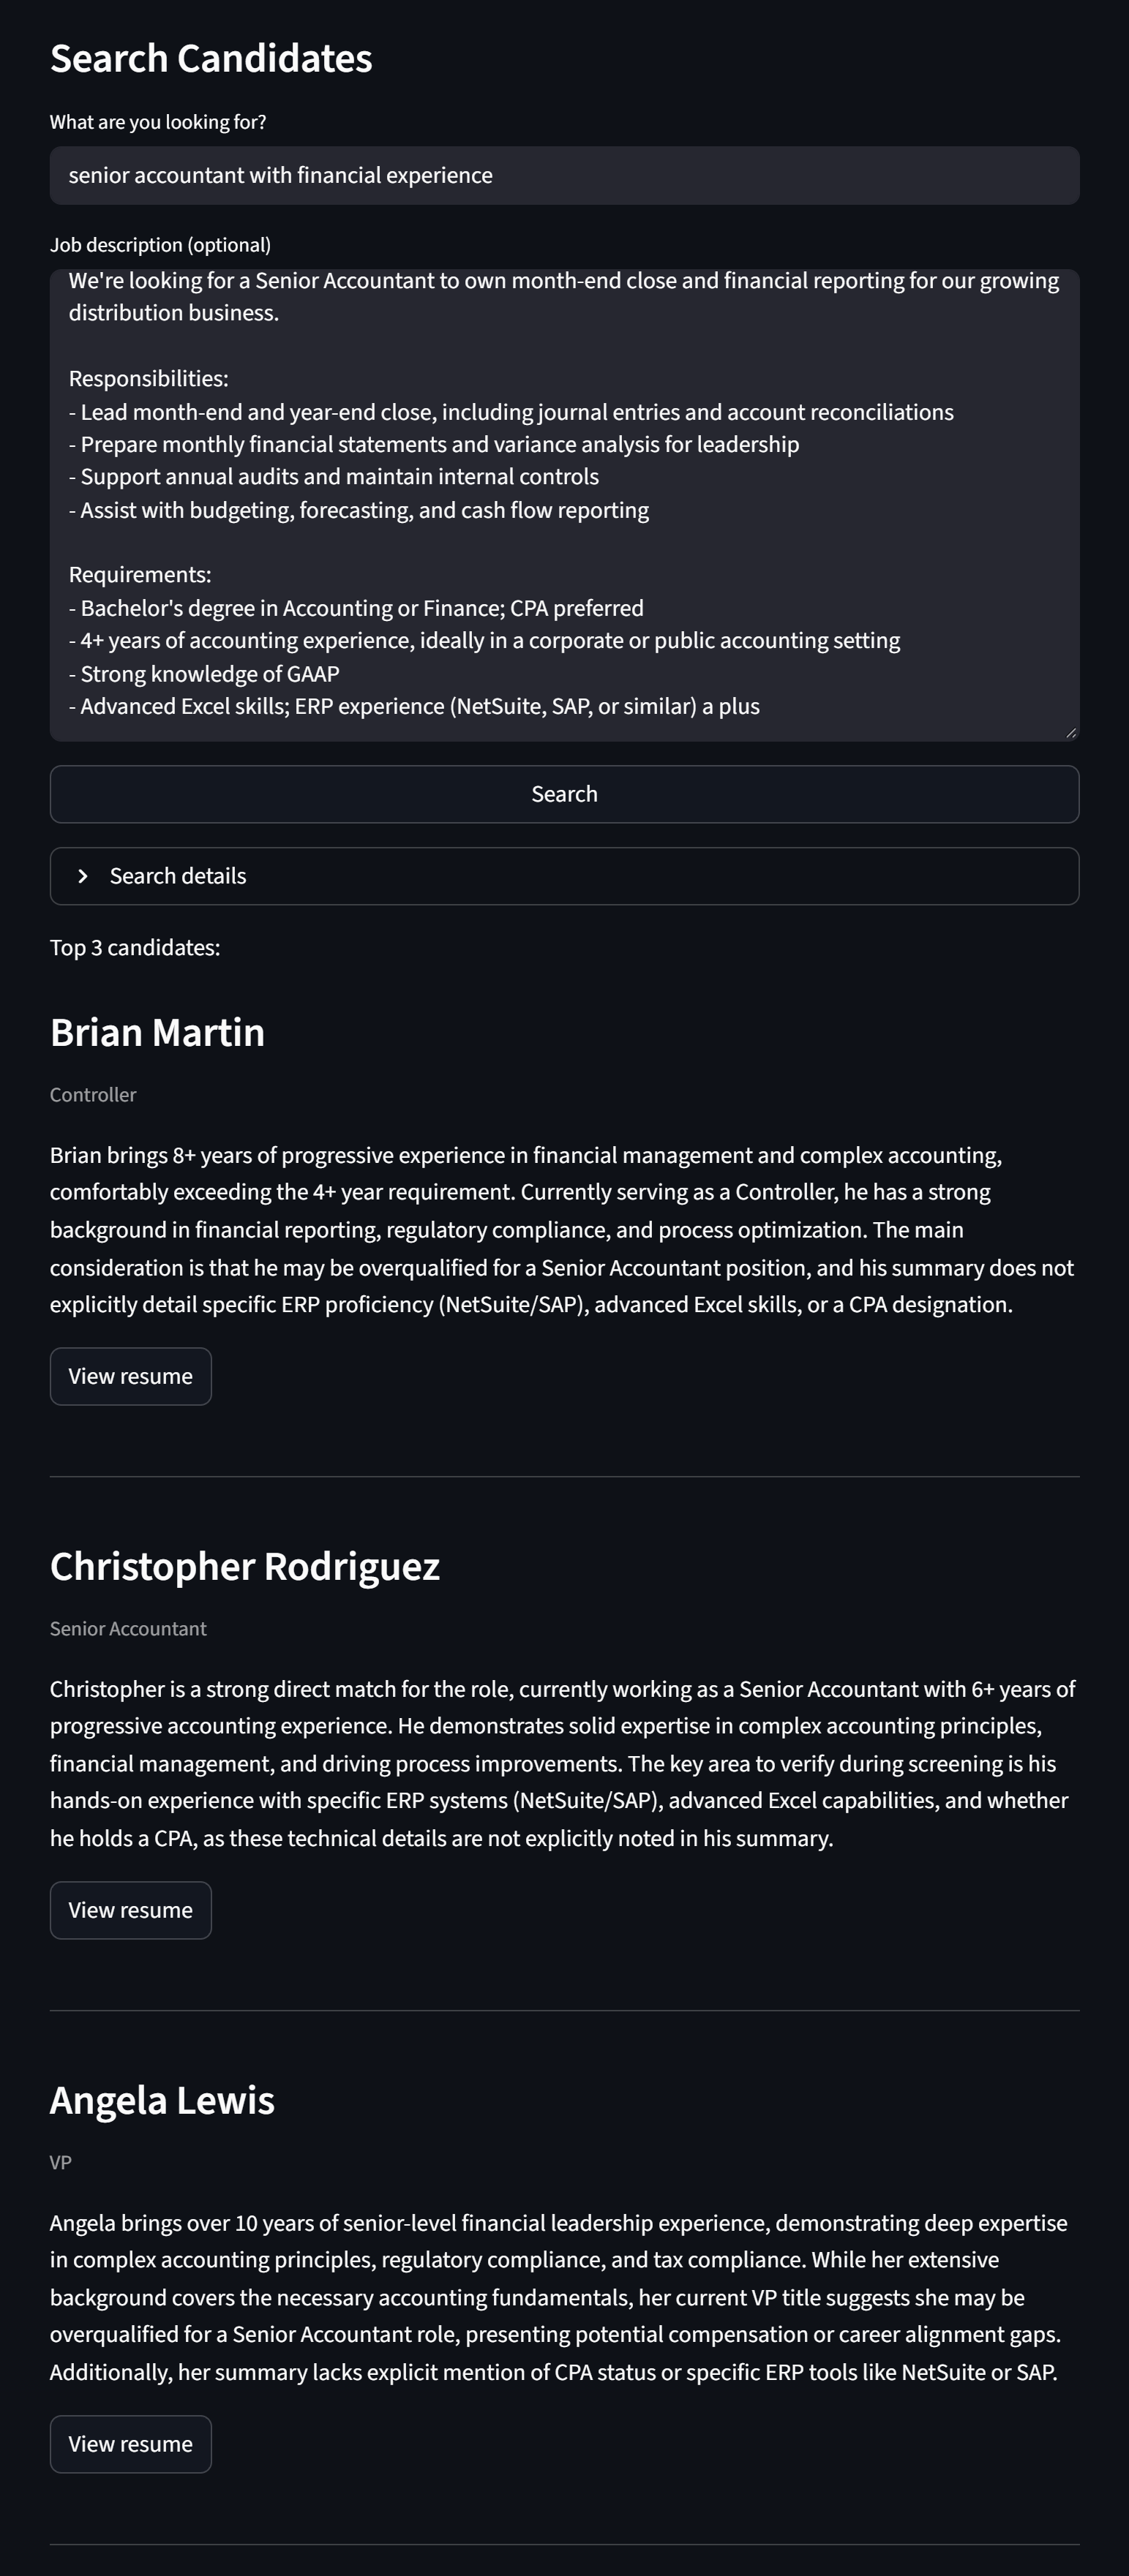 Search Candidates
What are you looking for?
senior accountant with financial experience
Job description (optional)
We're looking for a Senior Accountant to own month-end close and financial reporting for our growing
distribution business.
Responsibilities:
- Lead month-end and year-end close, including journal entries and account reconciliations
- Prepare monthly financial statements and variance analysis for leadership
- Support annual audits and maintain internal controls
- Assist with budgeting, forecasting, and cash flow reporting
Requirements:
- Bachelor's degree in Accounting or Finance; CPA preferred
- 4+ years of accounting experience, ideally in a corporate or public accounting setting
- Strong knowledge of GAAP
- Advanced Excel skills; ERP experience (NetSuite, SAP, or similar) a plus
Search
Search details
Top 3 candidates:
Brian Martin
Controller
Brian brings 8+ years of progressive experience in financial management and complex accounting,
comfortably exceeding the 4+ year requirement. Currently serving as a Controller, he has a strong
background in financial reporting, regulatory compliance, and process optimization. The main
consideration is that he may be overqualified for a Senior Accountant position, and his summary does not
explicitly detail specific ERP proficiency (NetSuite/SAP), advanced Excel skills, or a CPA designation.
View resume
Christopher Rodriguez
Senior Accountant
Christopher is a strong direct match for the role, currently working as a Senior Accountant with 6+ years of
progressive accounting experience. He demonstrates solid expertise in complex accounting principles,
financial management, and driving process improvements. The key area to verify during screening is his
hands-on experience with specific ERP systems (NetSuite/SAP), advanced Excel capabilities, and whether
he holds a CPA, as these technical details are not explicitly noted in his summary.
View resume
Angela Lewis
VP
Angela brings over 10 years of senior-level financial leadership experience, demonstrating deep expertise
in complex accounting principles, regulatory compliance, and tax compliance. While her extensive
background covers the necessary accounting fundamentals, her current VP title suggests she may be
overqualified for a Senior Accountant role, presenting potential compensation or career alignment gaps.
Additionally, her summary lacks explicit mention of CPA status or specific ERP tools like NetSuite or SAP.
View resume